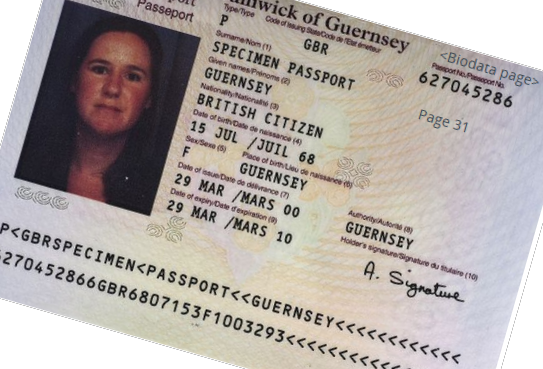 Passeport
Bailiwick of Guernsey
<Biodata page>
Type/Type
Code of issuing State/Code de l'Etat émetteur
Passport No./Passeport No.
P
GBR
627045286
Surname/Nom (1)
SPECIMEN PASSPORT
Given names/Prénoms (2)
GUERNSEY
Page 31
Nationality/Nationalité (3)
BRITISH CITIZEN
Date of birth/Date de naissance (4)
15 JUL /JUIL 68
Sex/Sexe (5)
Place of birth/Lieu de naissance (6)
F
GUERNSEY
Date of issue/Date de délivrance (7)
29 MAR /MARS 00
Authority/Autorité (8)
GUERNSEY
Date of expiry/Date d'expiration (9)
29 MAR /MARS 10
Holder's signature/Signature du titulaire (10)
A. Signature
P<GBRSPECIMEN<PASSPORT<<GUERNSEY<<<<<<<<<<<<
6270452866GBR6807153F1003293<<<<<<<<<<<<